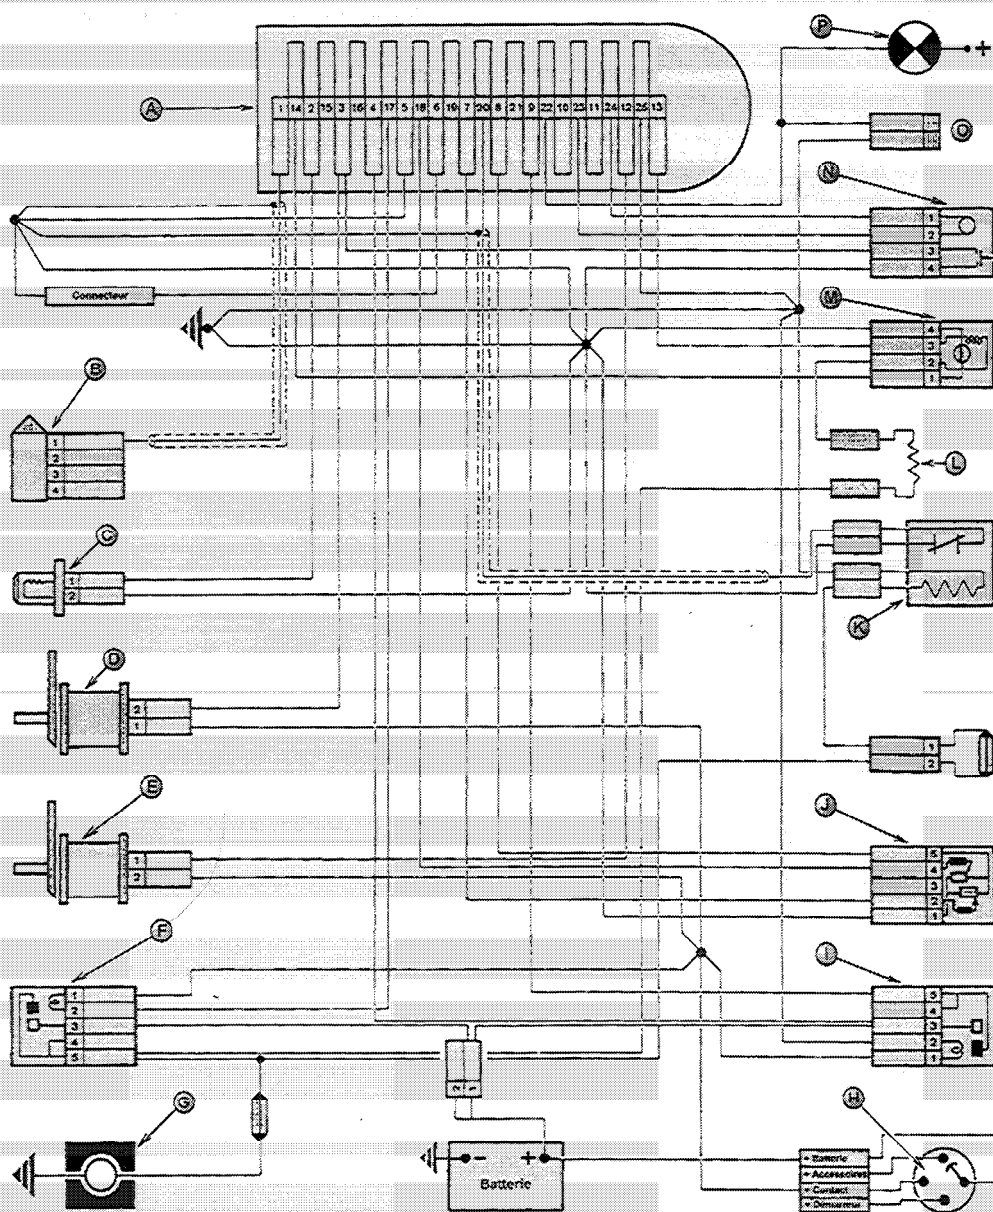 P
+
A
1 14 2 15 3 16 4 17 5 18 6 19 7 20 8 21 9 22 10 23 11 24 12 25 13
O
N
1
2
3
4
Connecteur
M
4
3
2
1
B
1
2
3
4
L
C
1
2
K
D
2
1
1
2
E
1
2
J
5
4
3
2
1
F
1
2
3
4
5
I
5
4
3
2
1
2 1
G
H
- +
Batterie
+ Batterie
+ Accessoires
+ Contact
+ Démarreur